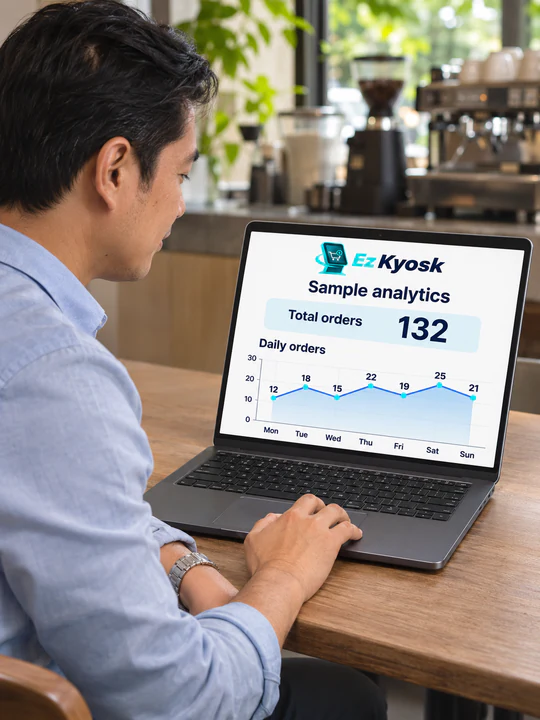 Ez Kyosk
Sample analytics
Total orders 132
Daily orders
30
20
10
0
12 18 15 22 19 25 21
Mon Tue Wed Thu Fri Sat Sun